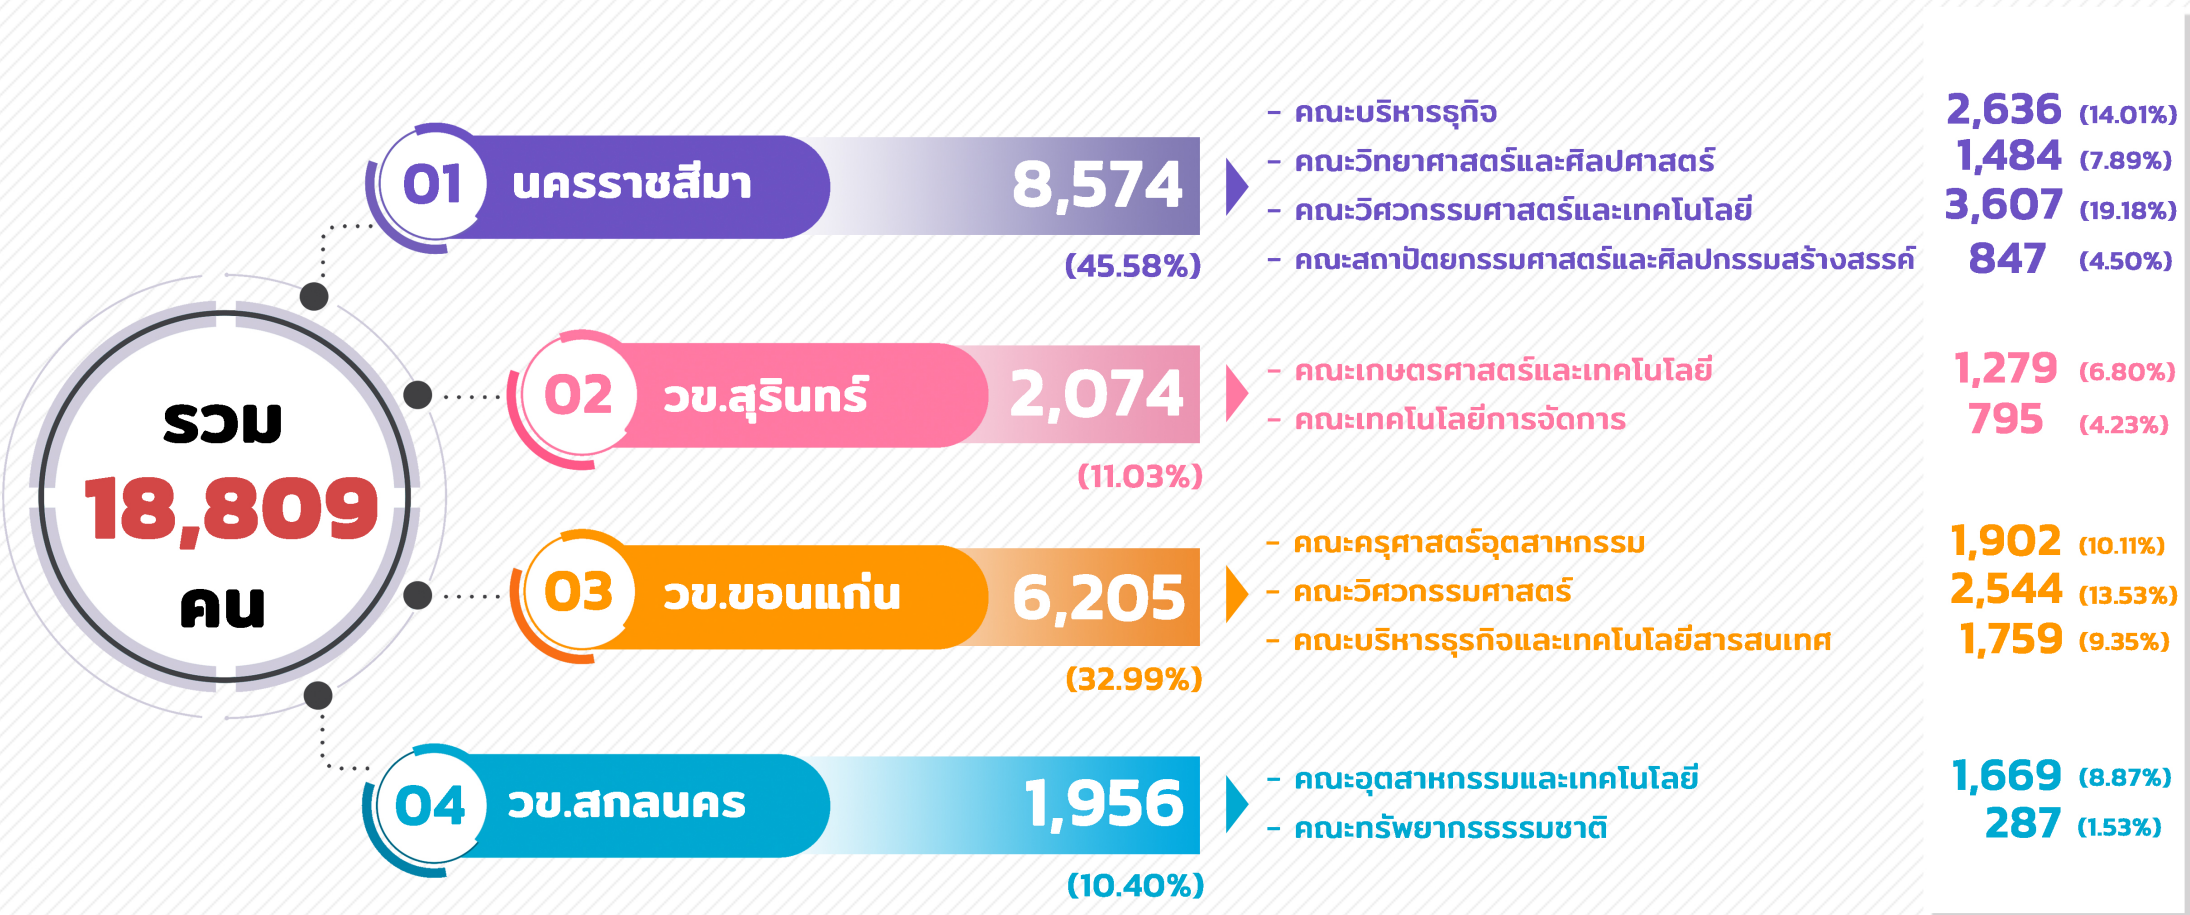 รวม
18,809
คน
01 นครราชสีมา 8,574
(45.58%)
- คณะบริหารธุกิจ 2,636 (14.01%)
- คณะวิทยาศาสตร์และศิลปศาสตร์ 1,484 (7.89%)
- คณะวิศวกรรมศาสตร์และเทคโนโลยี 3,607 (19.18%)
- คณะสถาปัตยกรรมศาสตร์และศิลปกรรมสร้างสรรค์ 847 (4.50%)
02 วข.สุรินทร์ 2,074
(11.03%)
- คณะเกษตรศาสตร์และเทคโนโลยี 1,279 (6.80%)
- คณะเทคโนโลยีการจัดการ 795 (4.23%)
03 วข.ขอนแก่น 6,205
(32.99%)
- คณะครุศาสตร์อุตสาหกรรม 1,902 (10.11%)
- คณะวิศวกรรมศาสตร์ 2,544 (13.53%)
- คณะบริหารธุรกิจและเทคโนโลยีสารสนเทศ 1,759 (9.35%)
04 วข.สกลนคร 1,956
(10.40%)
- คณะอุตสาหกรรมและเทคโนโลยี 1,669 (8.87%)
- คณะทรัพยากรธรรมชาติ 287 (1.53%)